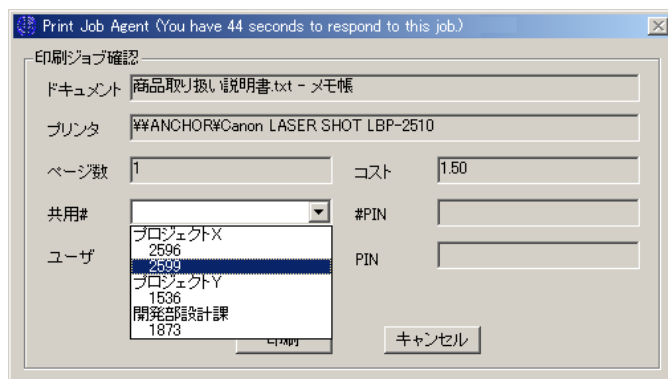 Print Job Agent (You have 44 seconds to respond to this job.)
印刷ジョブ確認
ドキュメント 商品取り扱い説明書.txt - メモ帳
プリンタ ¥¥ANCHOR¥Canon LASER SHOT LBP-2510
ページ数 1 コスト 1.50
共用# #PIN
プロジェクトX
2596
ユーザ 2599 PIN
プロジェクトY
1536
開発部設計課
1873
印刷 キャンセル